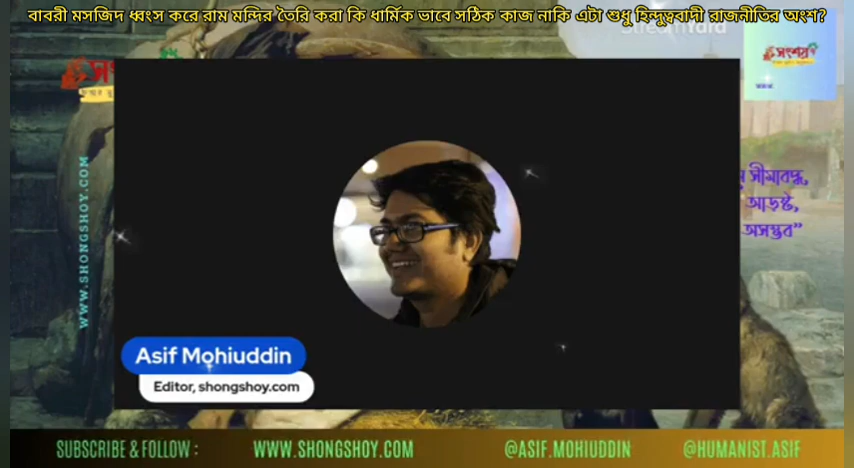 বাবরী মসজিদ ধ্বংস করে রাম মন্দির তৈরি করা কি ধার্মিক ভাবে সঠিক কাজ নাকি এটা শুধু হিন্দুত্ববাদী রাজনীতির অংশ?
সংশয়
WWW.SHONGSHOY.COM
সীমাবদ্ধ,
আড়ষ্ট,
অসম্ভব”
Asif Mohiuddin
Editor, shongshoy.com
SUBSCRIBE & FOLLOW :
WWW.SHONGSHOY.COM
@ASIF.MOHIUDDIN
@HUMANIST.ASIF